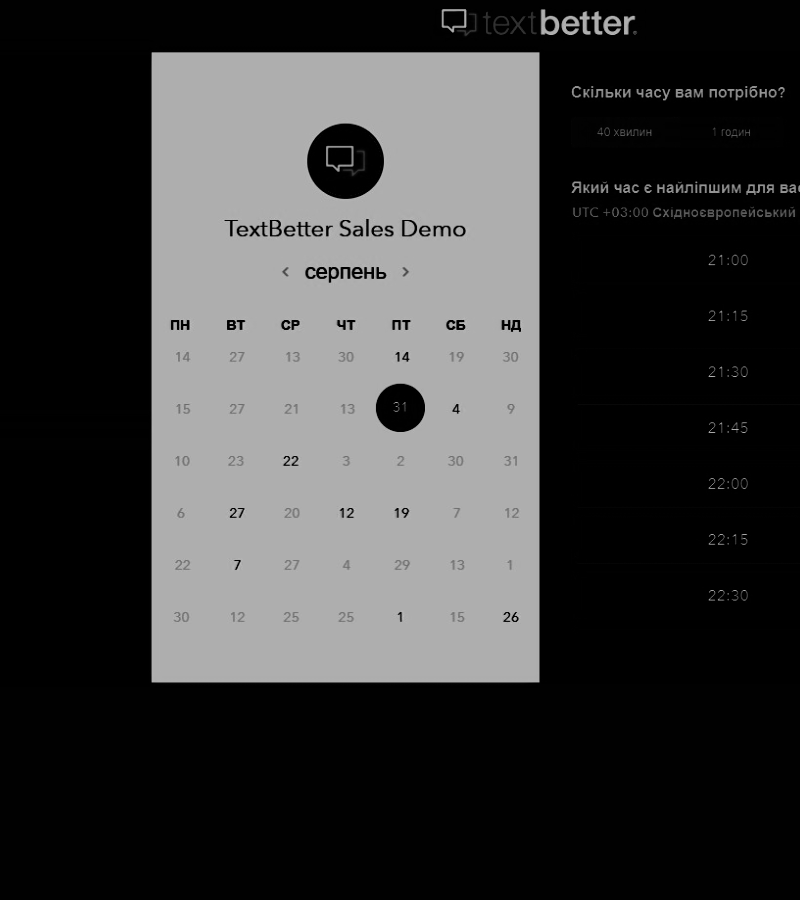 textbetter.
TextBetter Sales Demo
‹ серпень ›
ПН ВТ СР ЧТ ПТ СБ НД
14 27 13 30 14 19 30
15 27 21 13 31 4 9
10 23 22 3 2 30 31
6 27 20 12 19 7 12
22 7 27 4 29 13 1
30 12 25 25 1 15 26
Скільки часу вам потрібно?
40 хвилин 1 годин
Який час є найліпшим для
UTC +03:00 Східноєвропейський
21:00
21:15
21:30
21:45
22:00
22:15
22:30